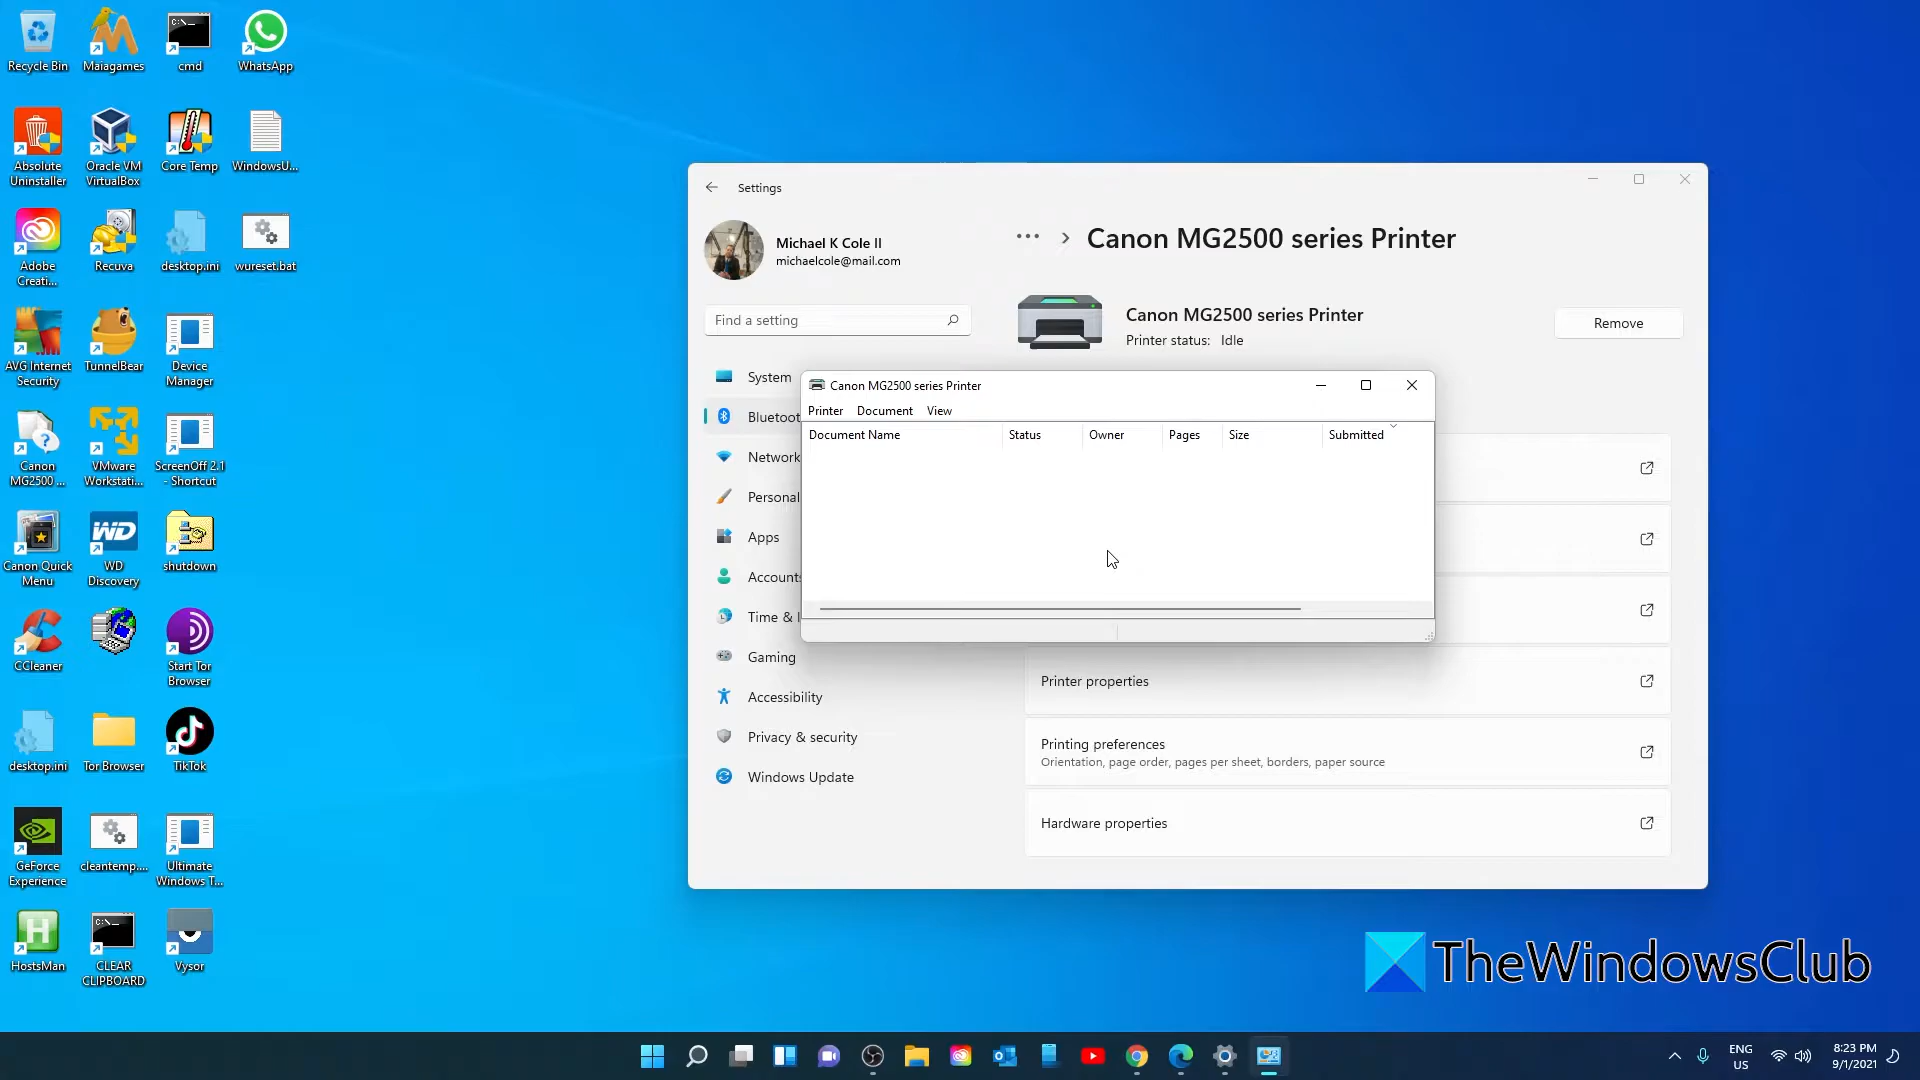 Recycle Bin
Maiagames
cmd
WhatsApp
Absolute
Uninstaller
Oracle VM
VirtualBox
Core Temp
WindowsU...
Adobe
Creati...
Recuva
desktop.ini
wureset.bat
AVG Internet
Security
TunnelBear
Device
Manager
Canon
MG2500 ...
VMware
Workstati...
ScreenOff 2.1
- Shortcut
Canon Quick
Menu
WD
WD
Discovery
shutdown
CCleaner
Start Tor
Browser
desktop.ini
Tor Browser
TikTok
GeForce
Experience
cleantemp....
Ultimate
Windows T...
H
HostsMan
C:\_
CLEAR
CLIPBOARD
Vysor
Settings
Michael K Cole II
michaelcole@mail.com
Find a setting
System
Bluetoot
Network
Personal
Apps
Accounts
Time & l
Gaming
Accessibility
Privacy & security
Windows Update
··· › Canon MG2500 series Printer
Canon MG2500 series Printer
Printer status: Idle
Remove
Canon MG2500 series Printer
Printer Document View
Document Name Status Owner Pages Size Submitted
Printer properties
Printing preferences
Orientation, page order, pages per sheet, borders, paper source
Hardware properties
TheWindowsClub
ENG
US
8:23 PM
9/1/2021